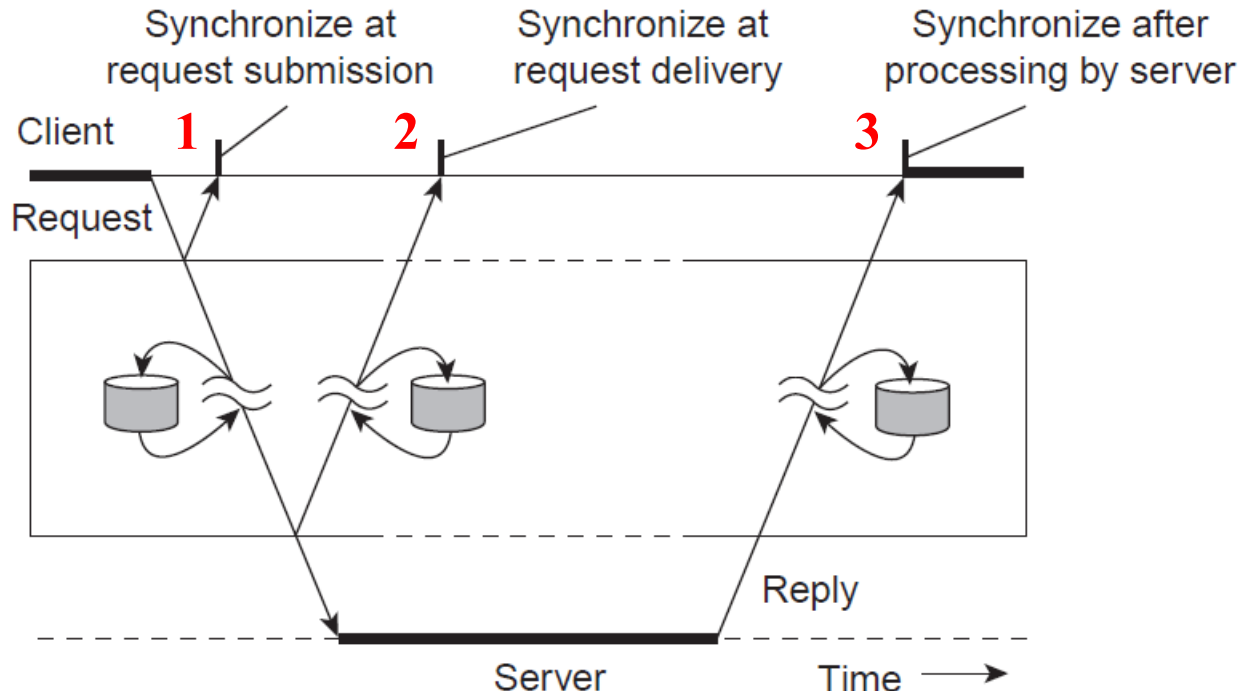 Synchronize at
request submission
Synchronize at
request delivery
Synchronize after
processing by server
Client
1
2
3
Request
Reply
Server
Time